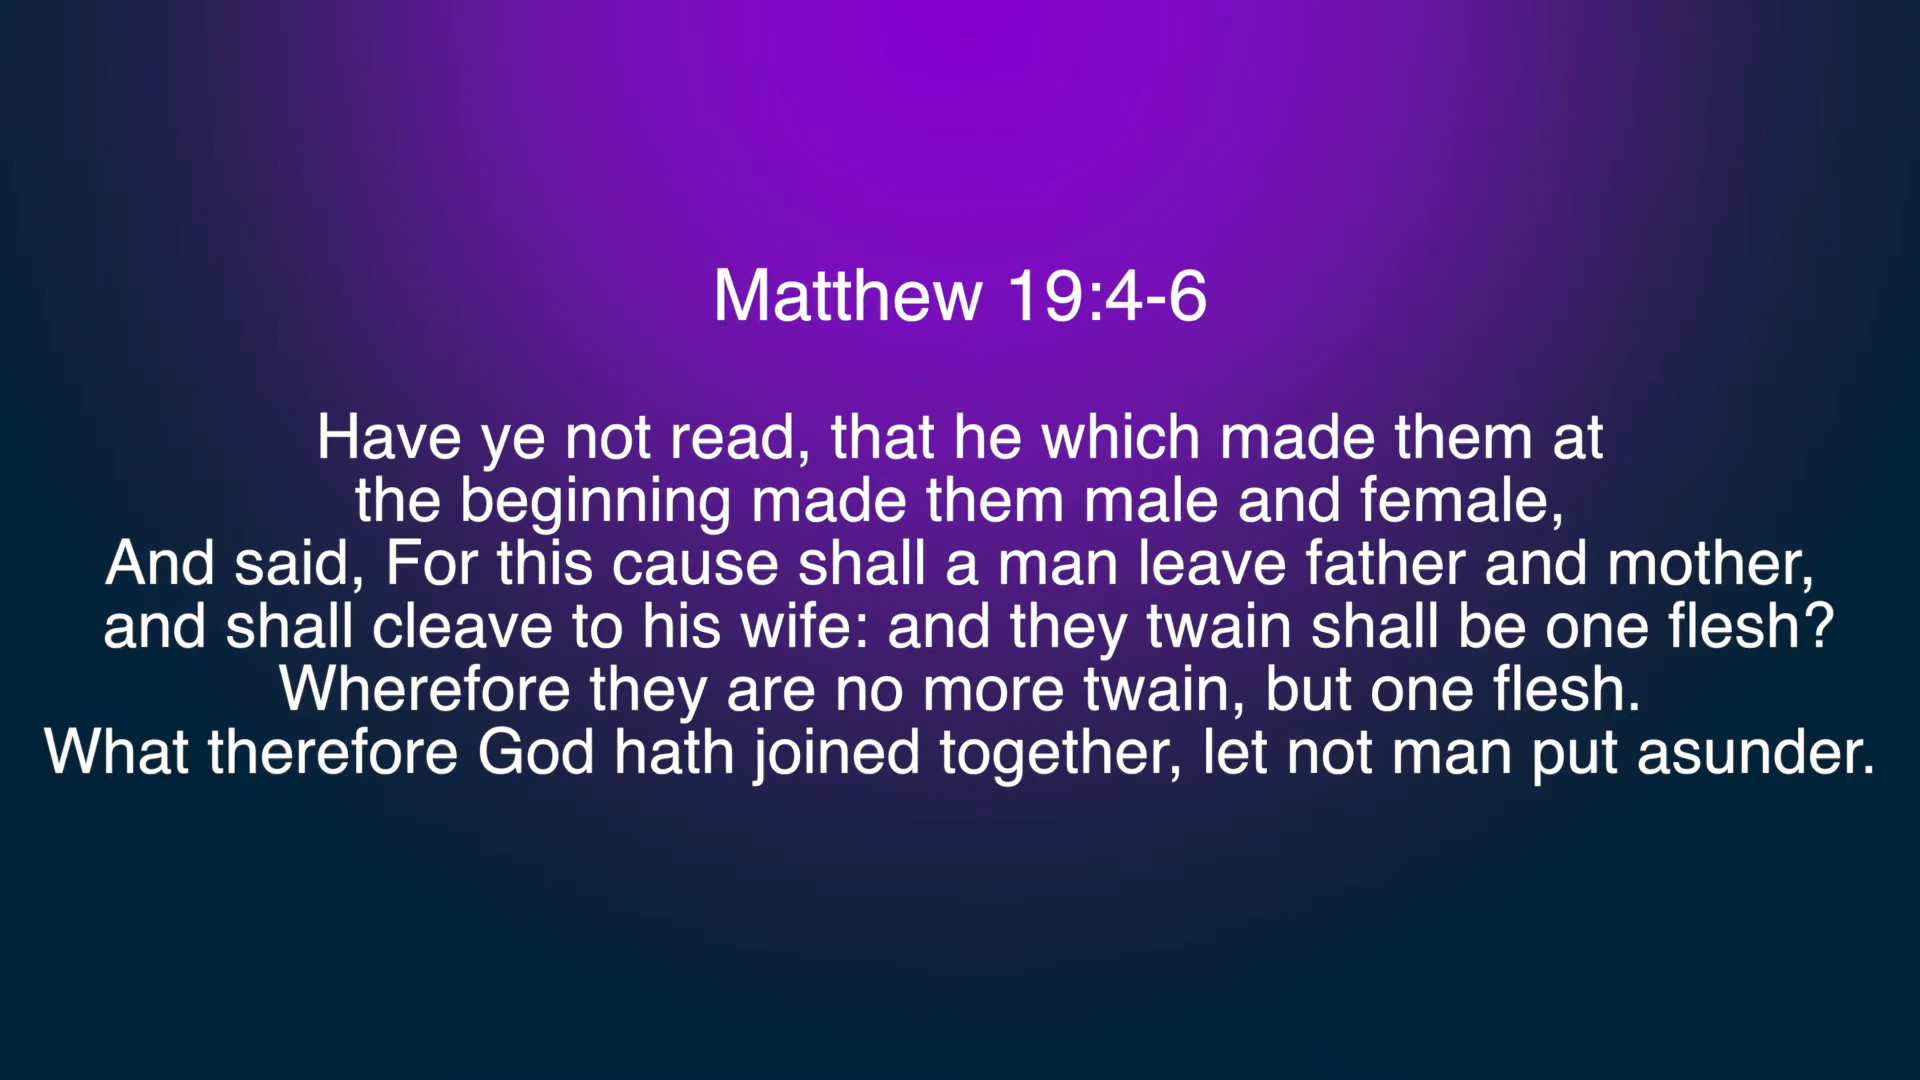 Matthew 19:4-6
Have ye not read, that he which made them at
the beginning made them male and female,
And said, For this cause shall a man leave father and mother,
and shall cleave to his wife: and they twain shall be one flesh?
Wherefore they are no more twain, but one flesh.
What therefore God hath joined together, let not man put asunder.